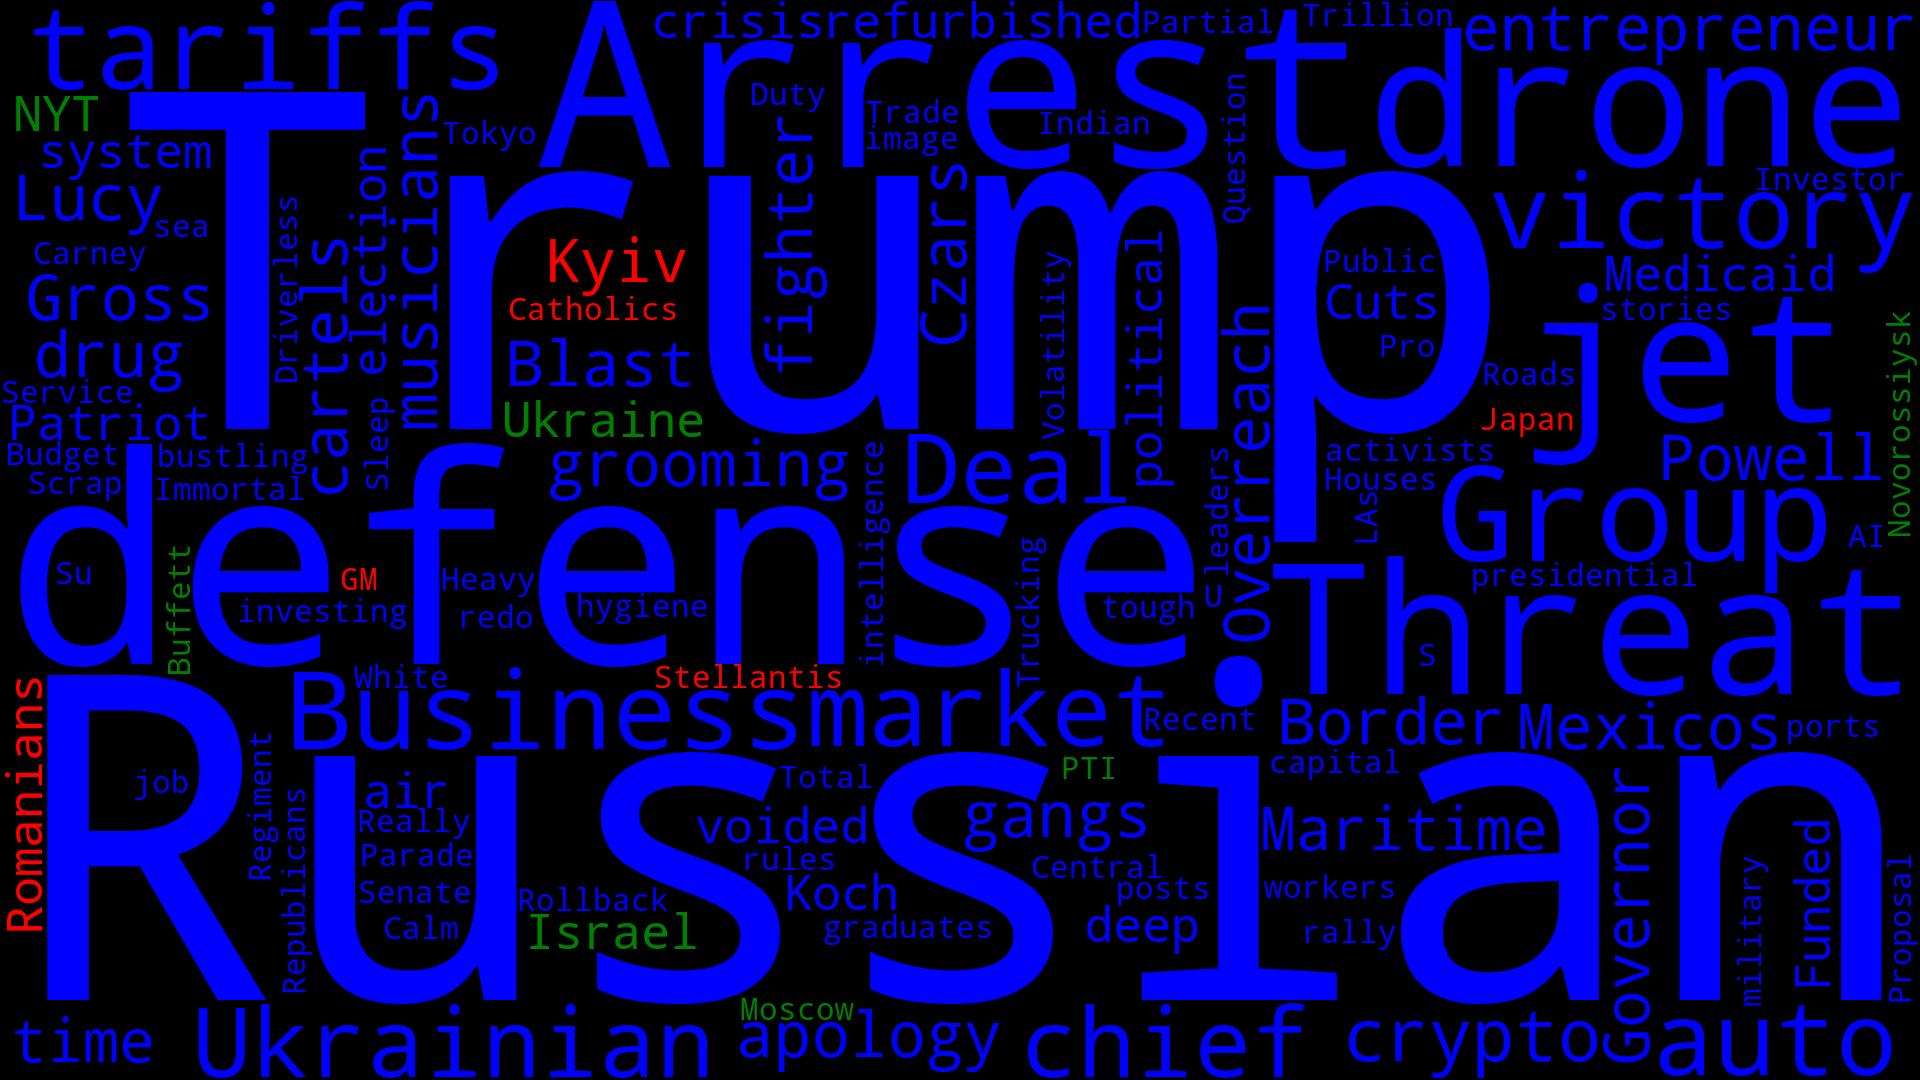 tariffs
Arrest
crisis
refurbished
Partial
Trillion
entrepreneur
drone
NYT
Trump
musicians
Tokyo
Duty
fighter
Trade
image
Indian
Question
system
Lucy
sea
election
Czars
victory
Investor
Carney
Driverless
cartels
Kyiv
Catholics
Volatility
political
Public
Cuts
Pro
Medicaid
stories
jet
Gross
drug
Service
Patriot
Blast
Ukraine
overreach
Roads
Japan
Novorossiysk
Budget
bustling
Scrap
Immortal
Sleep
grooming
Deal
activists
Houses
Powell
Group
defense
intelligence
leaders
LAs
AI
Su
Buffett
GM
investing
Heavy
redo
hygiene
Trucking
tough
U.
Threat
presidential
S
Romanians
White
Stellantis
Business
market
Recent
Border
Mexicos
ports
Russian
job
Regiment
Republicans
air
Really
Parade
Senate
Calm
Total
voided
rules
PTI
gangs
Central
posts
capital
Maritime
workers
rally
Governor
military
Funded
Proposal
Rollback
Israel
Koch
graduates
deep
time
Ukrainian
Moscow
apology
chief
crypto
auto